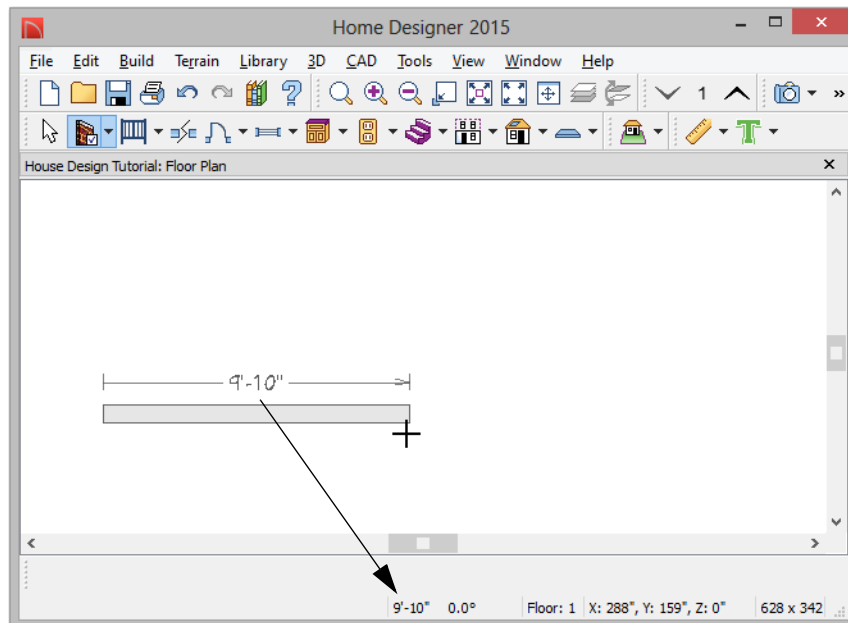 Home Designer 2015
File Edit Build Terrain Library 3D CAD Tools View Window Help
1
House Design Tutorial: Floor Plan
9'-10"
9'-10" 0.0° Floor: 1 X: 288", Y: 159", Z: 0" 628 x 342